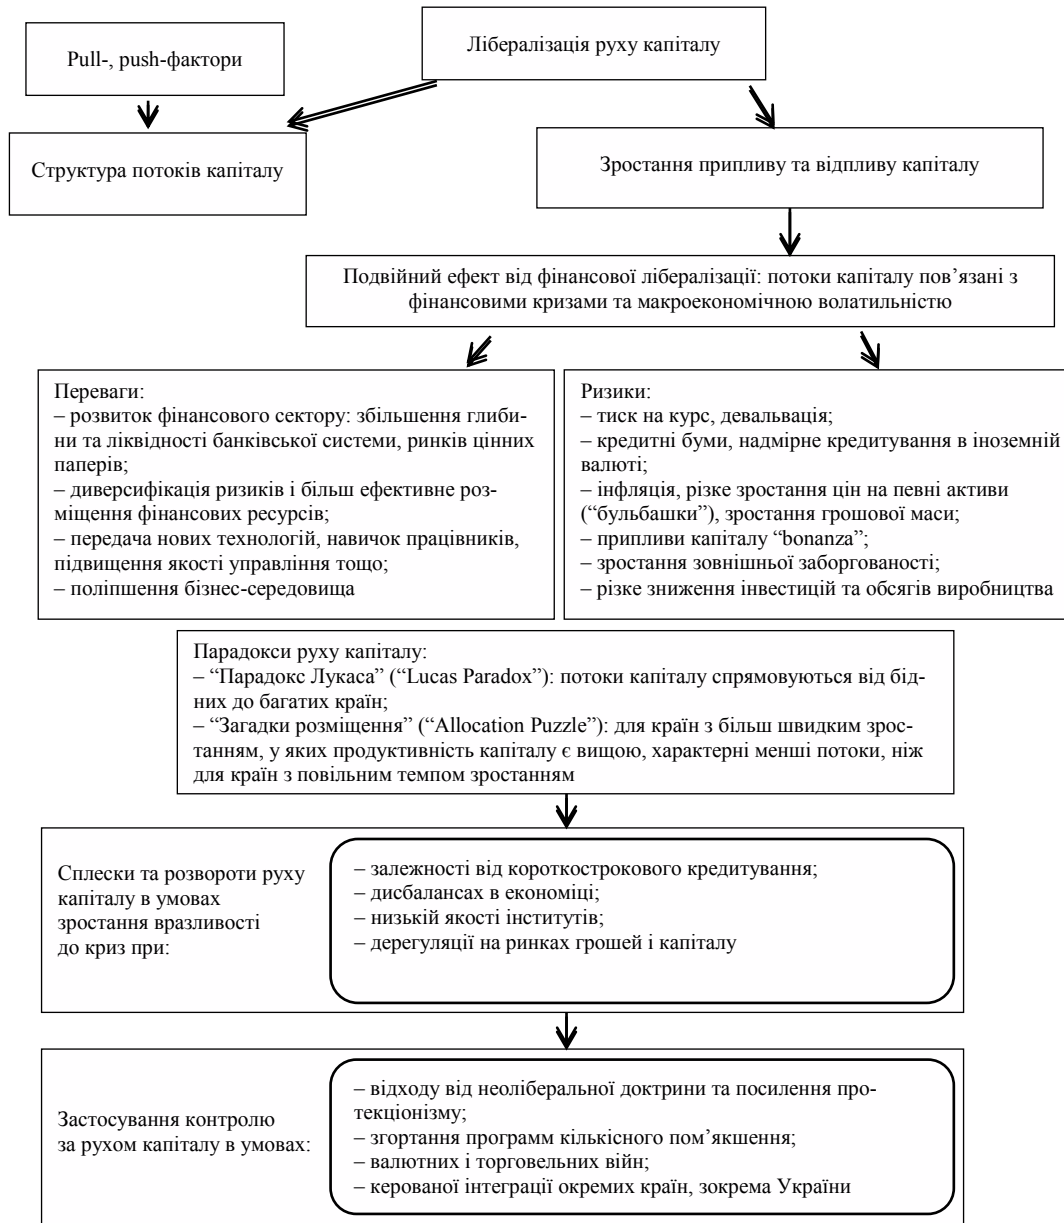 Pull-, push-фактори
Лібералізація руху капіталу
Структура потоків капіталу
Зростання припливу та відпливу капіталу
Подвійний ефект від фінансової лібералізації: потоки капіталу пов’язані з
фінансовими кризами та макроекономічною волатильністю
Переваги:
– розвиток фінансового сектору: збільшення глиби-
ни та ліквідності банківської системи, ринків цінних
паперів;
– диверсифікація ризиків і більш ефективне роз-
міщення фінансових ресурсів;
– передача нових технологій, навичок працівників,
підвищення якості управління тощо;
– поліпшення бізнес-середовища
Ризики:
– тиск на курс, девальвація;
– кредитні буми, надмірне кредитування в іноземній
валюті;
– інфляція, різке зростання цін на певні активи
(“бульбашки”), зростання грошової маси;
– припливи капіталу “bonanza”;
– зростання зовнішньої заборгованості;
– різке зниження інвестицій та обсягів виробництва
Парадокси руху капіталу:
– “Парадокс Лукаса” (“Lucas Paradox”): потоки капіталу спрямовуються від бід-
них до багатих країн;
– “Загадки розміщення” (“Allocation Puzzle”): для країн з більш швидким зрос-
танням, у яких продуктивність капіталу є вищою, характерні менші потоки, ніж
для країн з повільним темпом зростанням
Сплески та розвороти руху
капіталу в умовах
зростання вразливості
до криз при:
– залежності від короткострокового кредитування;
– дисбалансах в економіці;
– низькій якості інститутів;
– дерегуляції на ринках грошей і капіталу
Застосування контролю
за рухом капіталу в умовах:
– відходу від неоліберальної доктрини та посилення про-
текціонізму;
– згортання програм кількісного пом’якшення;
– валютних і торговельних війн;
– керованої інтеграції окремих країн, зокрема України